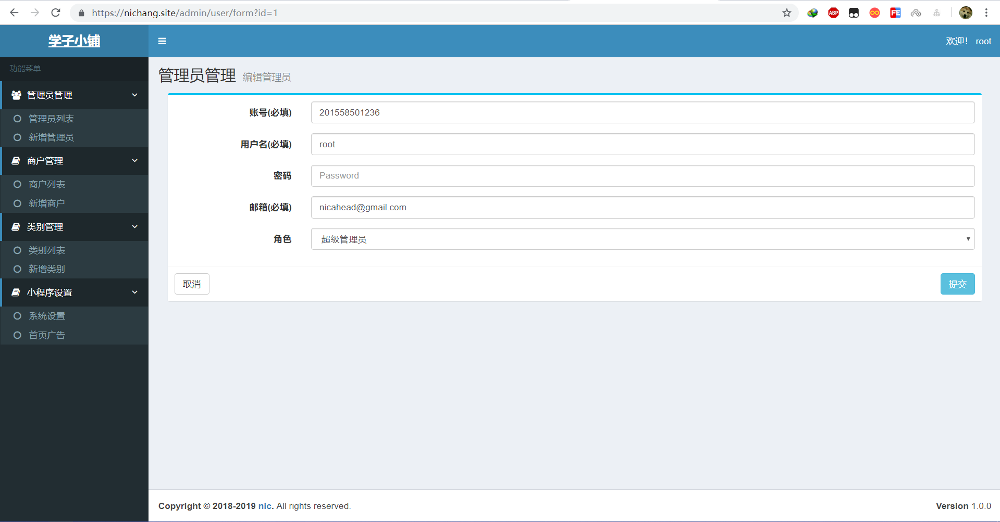 https://nichang.site/admin/user/form?id=1
ABP
FE
学子小铺
欢迎! root
功能菜单
管理员管理
管理员列表
新增管理员
商户管理
商户列表
新增商户
类别管理
类别列表
新增类别
小程序设置
系统设置
首页广告
管理员管理 编辑管理员
账号(必填) 201558501236
用户名(必填) root
密码 Password
邮箱(必填) nicahead@gmail.com
角色 超级管理员
取消 提交
Copyright © 2018-2019 nic. All rights reserved. Version 1.0.0